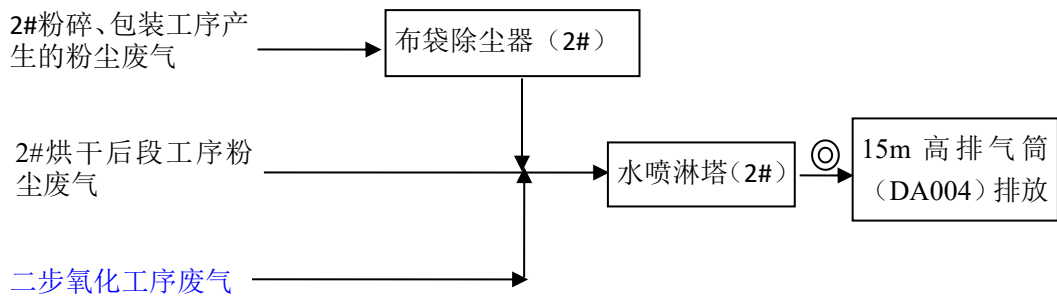 2#粉碎、包装工序产
生的粉尘废气
布袋除尘器（2#）
2#烘干后段工序粉
尘废气
水喷淋塔（2#）
15m 高排气筒
（DA004）排放
二步氧化工序废气